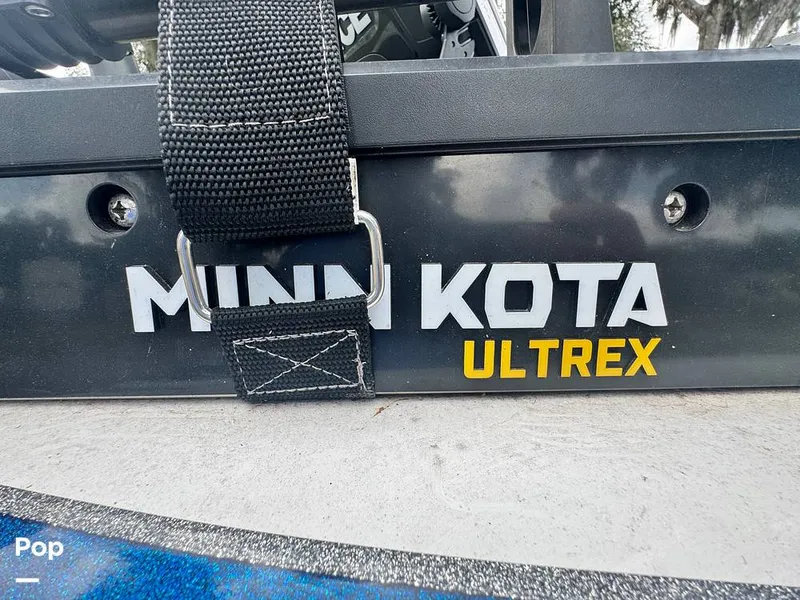 MINN KOTA
ULTREX
Pop